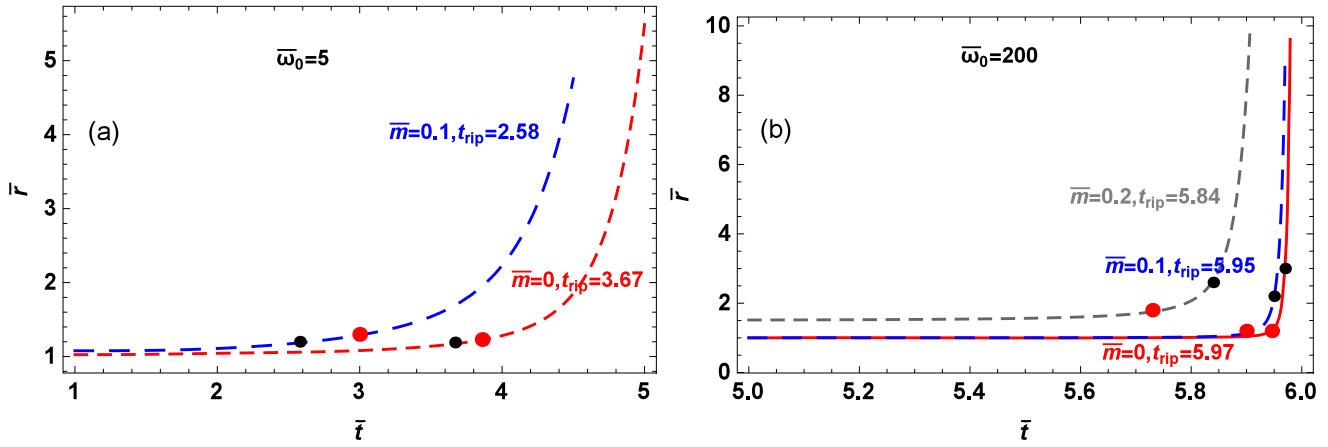 ω̅₀=5
(a)
m̅=0.1,t_rip=2.58
m̅=0,t_rip=3.67
r̅
5
4
3
2
1
1 2 3 4 5
t̅
ω̅₀=200
(b)
m̅=0.2,t_rip=5.84
m̅=0.1,t_rip=5.95
m̅=0,t_rip=5.97
r̅
10
8
6
4
2
0
5.0 5.2 5.4 5.6 5.8 6.0
t̅